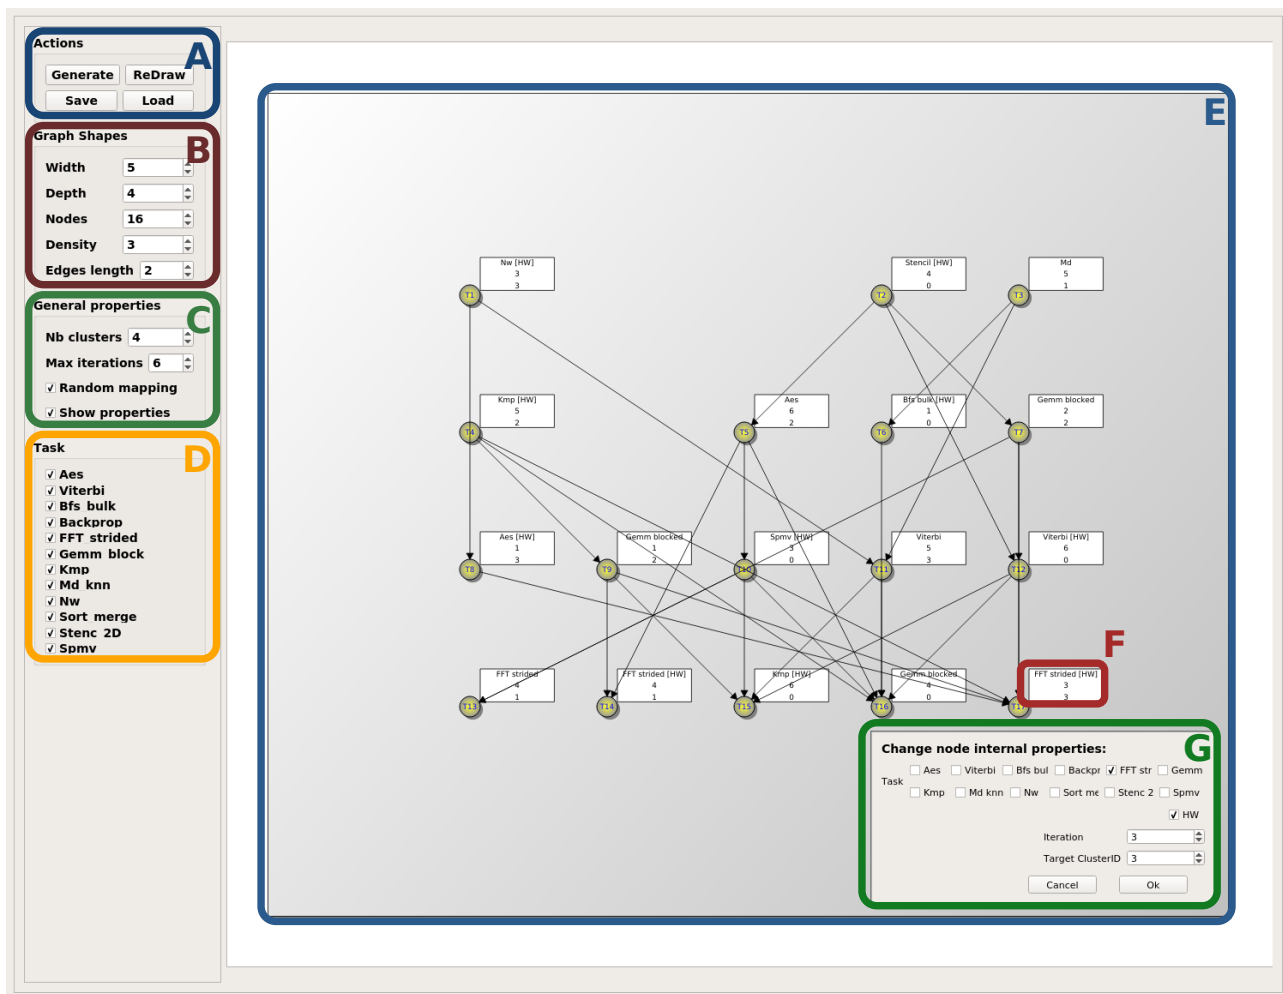 Actions
A
Generate ReDraw
Save Load
Graph Shapes
B
Width 5
Depth 4
Nodes 16
Density 3
Edges length 2
General properties
C
Nb clusters 4
Max iterations 6
Random mapping
Show properties
Task
D
Aes
Viterbi
Bfs bulk
Backprop
FFT strided
Gemm block
Kmp
Md knn
Nw
Sort merge
Stenc 2D
Spmv
E
Nw [HW]
3
3
T1
Stencil [HW]
4
0
T2
Md
5
1
T3
Kmp [HW]
5
2
T4
Aes
6
2
T5
Bfs bulk [HW]
1
0
T6
Gemm blocked
2
2
T7
Aes [HW]
1
3
T8
Gemm blocked
1
2
T9
Spmv [HW]
3
0
T10
Viterbi
5
3
T11
Viterbi [HW]
6
0
T12
FFT strided
4
1
T13
FFT strided [HW]
4
1
T14
Kmp [HW]
6
0
T15
Gemm blocked
4
0
T16
F
FFT strided [HW]
3
3
T17
G
Change node internal properties:
Task
Aes Viterbi Bfs bul Backpr FFT str Gemm
Kmp Md knn Nw Sort me Stenc 2 Spmv
HW
Iteration 3
Target ClusterID 3
Cancel Ok